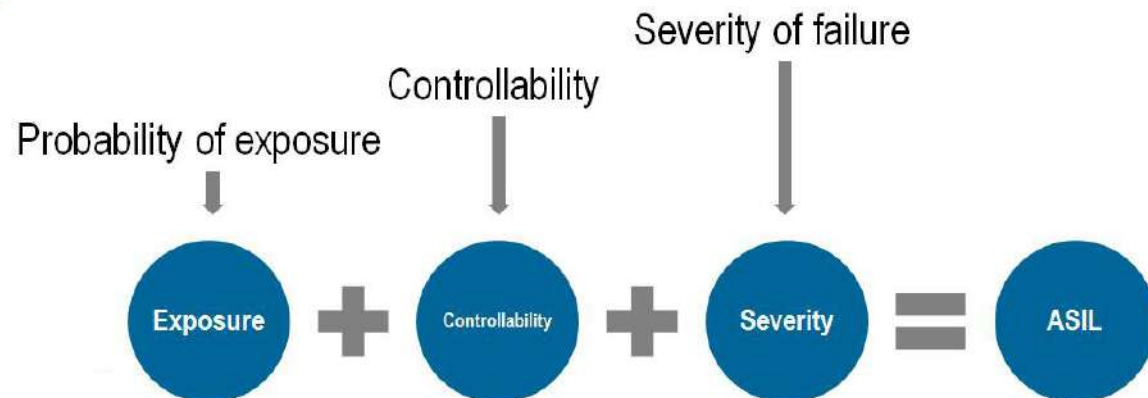 Severity of failure
Controllability
Probability of exposure
Exposure + Controllability + Severity = ASIL